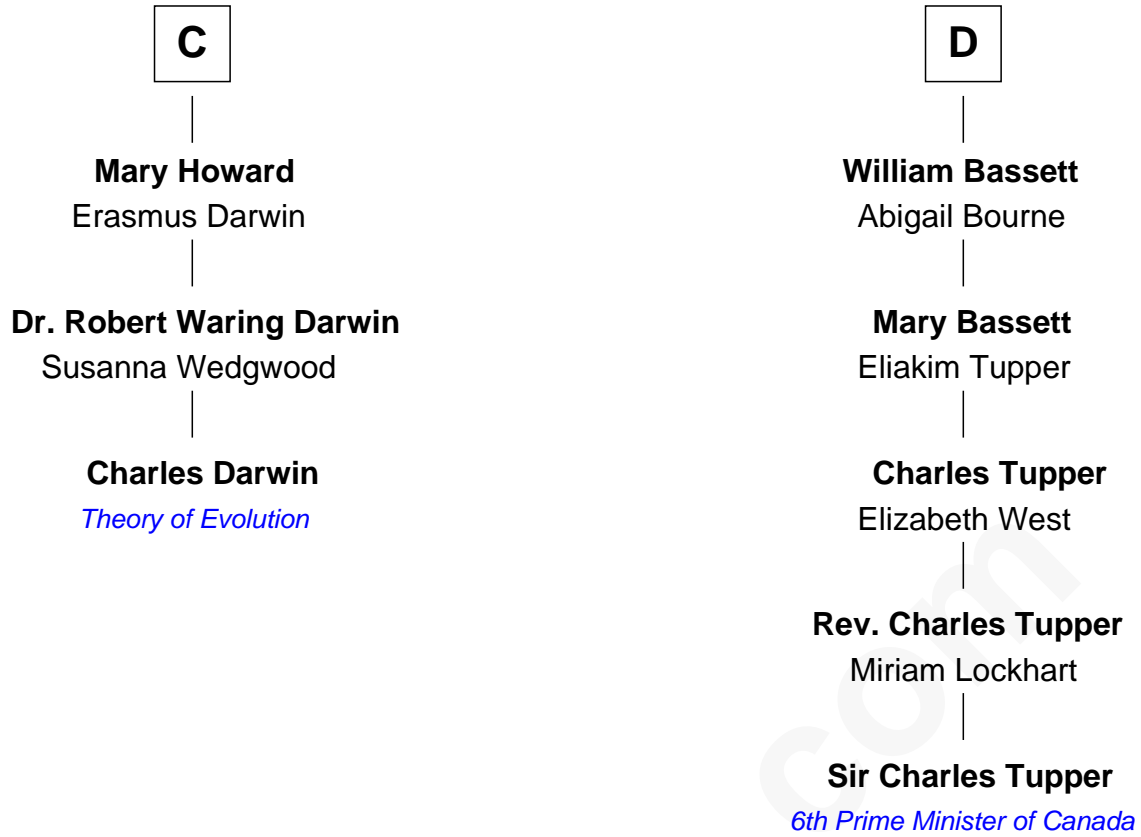 C
Mary Howard
Erasmus Darwin
Dr. Robert Waring Darwin
Susanna Wedgwood
Charles Darwin
Theory of Evolution
D
William Bassett
Abigail Bourne
Mary Bassett
Eliakim Tupper
Charles Tupper
Elizabeth West
Rev. Charles Tupper
Miriam Lockhart
Sir Charles Tupper
6th Prime Minister of Canada
com